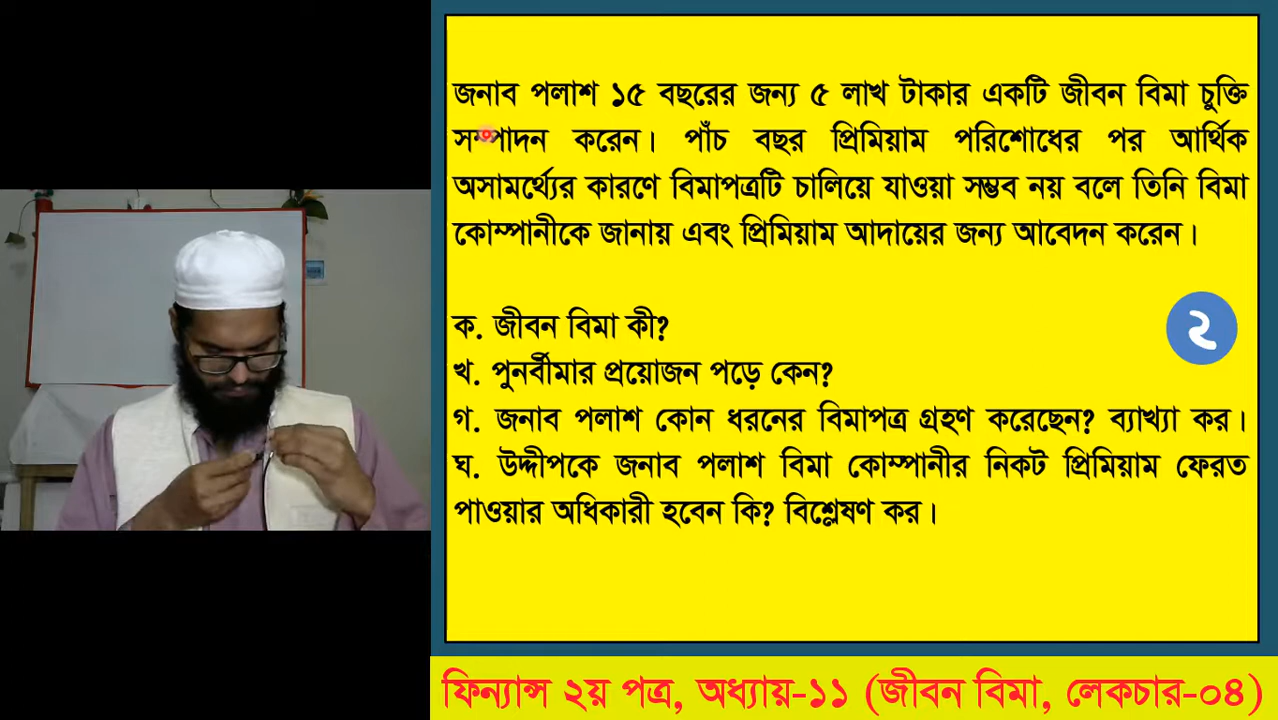 জনাব পলাশ ১৫ বছরের জন্য ৫ লাখ টাকার একটি জীবন বিমা চুক্তি
সম্পাদন করেন। পাঁচ বছর প্রিমিয়াম পরিশোধের পর আর্থিক
অসামর্থ্যের কারণে বিমাপত্রটি চালিয়ে যাওয়া সম্ভব নয় বলে তিনি বিমা
কোম্পানীকে জানায় এবং প্রিমিয়াম আদায়ের জন্য আবেদন করেন।
ক. জীবন বিমা কী?
খ. পুনর্বীমার প্রয়োজন পড়ে কেন?
গ. জনাব পলাশ কোন ধরনের বিমাপত্র গ্রহণ করেছেন? ব্যাখ্যা কর।
ঘ. উদ্দীপকে জনাব পলাশ বিমা কোম্পানীর নিকট প্রিমিয়াম ফেরত
পাওয়ার অধিকারী হবেন কি? বিশ্লেষণ কর।
২
ফিন্যান্স ২য় পত্র, অধ্যায়-১১ (জীবন বিমা, লেকচার-০৪)